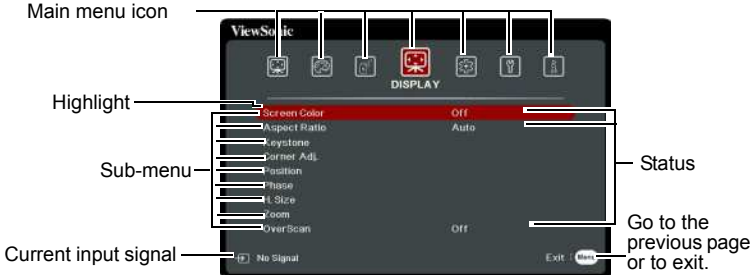 Main menu icon
ViewSonic
DISPLAY
Highlight
Screen Color Off
Aspect Ratio Auto
Keystone
Corner Adj.
Sub-menu
Position
Status
Phase
H. Size
Zoom
OverScan Off
Go to the
previous page
or to exit.
Current input signal
No Signal
Exit : Menu